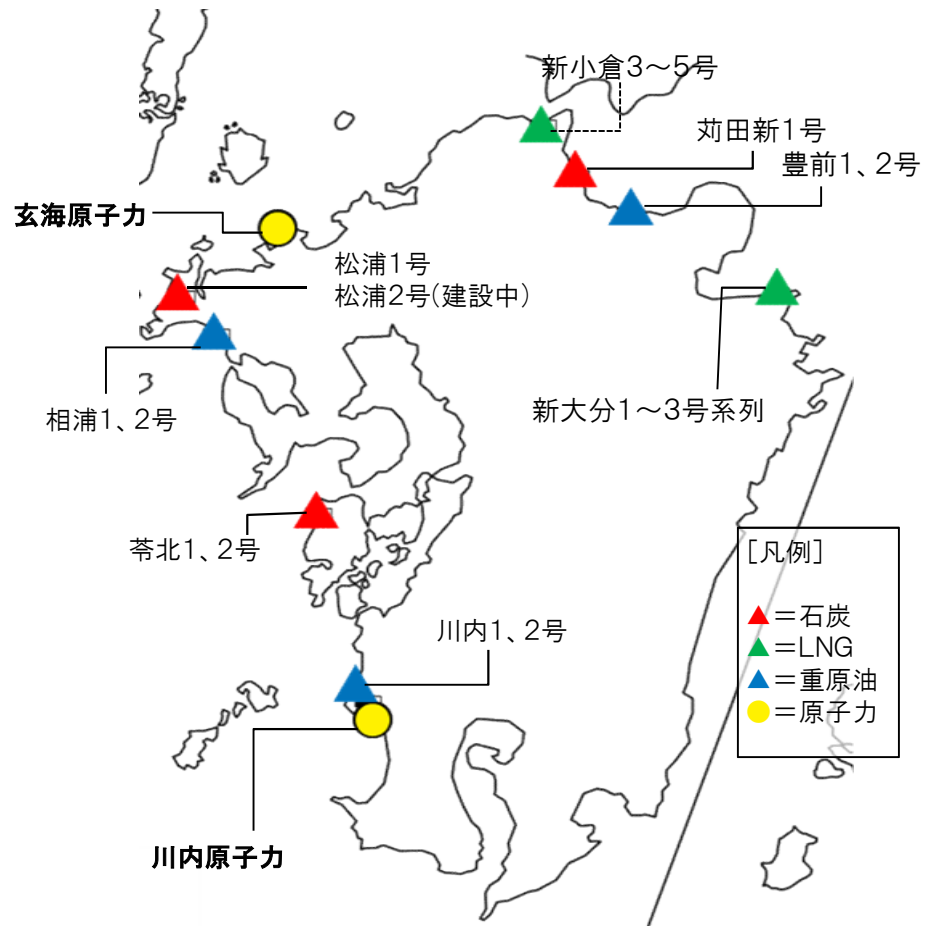 新小倉3～5号
苅田新1号
豊前1、2号
玄海原子力
松浦1号
松浦2号(建設中)
相浦1、2号
新大分1～3号系列
苓北1、2号
川内1、2号
川内原子力
[凡例]
＝石炭
＝LNG
＝重原油
＝原子力